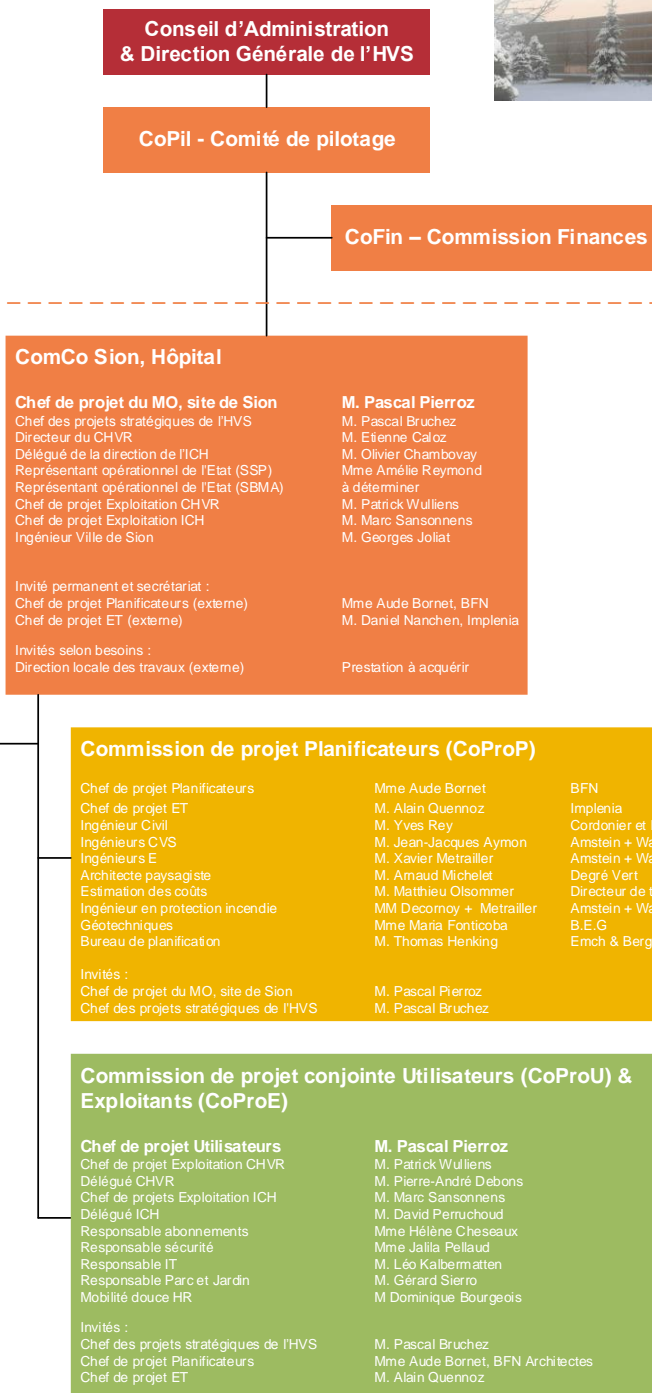 Conseil d'Administration
& Direction Générale de l'HVS
CoPil - Comité de pilotage
CoFin – Commission Finances
ComCo Sion, Hôpital
Chef de projet du MO, site de Sion M. Pascal Pierroz
Chef des projets stratégiques de l'HVS M. Pascal Bruchez
Directeur du CHVR M. Etienne Caloz
Délégué de la direction de l'ICH M. Olivier Chambovay
Représentant opérationnel de l'Etat (SSP) Mme Amélie Reymond
Représentant opérationnel de l'Etat (SBMA) à déterminer
Chef de projet Exploitation CHVR M. Patrick Wulliens
Chef de projet Exploitation ICH M. Marc Sansonnens
Ingénieur Ville de Sion M. Georges Joliat
Invité permanent et secrétariat :
Chef de projet Planificateurs (externe) Mme Aude Bornet, BFN
Chef de projet ET (externe) M. Daniel Nanchen, Implenia
Invités selon besoins :
Direction locale des travaux (externe) Prestation à acquérir
Commission de projet Planificateurs (CoProP)
Chef de projet Planificateurs Mme Aude Bornet BFN
Chef de projet ET M. Alain Quennoz Implenia
Ingénieur Civil M. Yves Rey Cordonier et
Ingénieurs CVS M. Jean-Jacques Aymon Amstein + Wa
Ingénieurs E M. Xavier Metrailler Amstein + Wa
Architecte paysagiste M. Arnaud Michelet Degré Vert
Estimation des coûts M. Matthieu Olsommer Directeur de t
Ingénieur en protection incendie MM Decornoy + Metrailler Amstein + Wa
Géotechniques Mme Maria Fonticoba B.E.G
Bureau de planification M. Thomas Henking Emch & Berg
Invités :
Chef de projet du MO, site de Sion M. Pascal Pierroz
Chef des projets stratégiques de l'HVS M. Pascal Bruchez
Commission de projet conjointe Utilisateurs (CoProU) &
Exploitants (CoProE)
Chef de projet Utilisateurs M. Pascal Pierroz
Chef de projet Exploitation CHVR M. Patrick Wulliens
Délégué CHVR M. Pierre-André Debons
Chef de projets Exploitation ICH M. Marc Sansonnens
Délégué ICH M. David Perruchoud
Responsable abonnements Mme Hélène Cheseaux
Responsable sécurité Mme Jalila Pellaud
Responsable IT M. Léo Kalbermatten
Responsable Parc et Jardin M. Gérard Sierro
Mobilité douce HR M Dominique Bourgeois
Invités :
Chef des projets stratégiques de l'HVS M. Pascal Bruchez
Chef de projet Planificateurs Mme Aude Bornet, BFN Architectes
Chef de projet ET M. Alain Quennoz